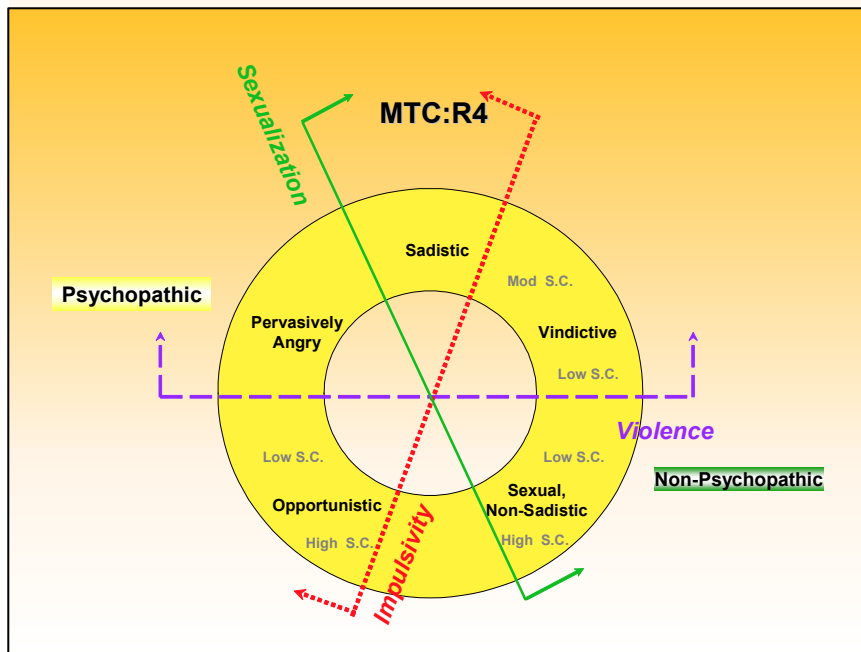 Sexualization
MTC:R4
Sadistic
Mod S.C.
Psychopathic
Pervasively
Angry
Vindictive
Low S.C.
Violence
Low S.C.
Low S.C.
Non-Psychopathic
Opportunistic
Sexual,
Non-Sadistic
High S.C.
High S.C.
Impulsivity